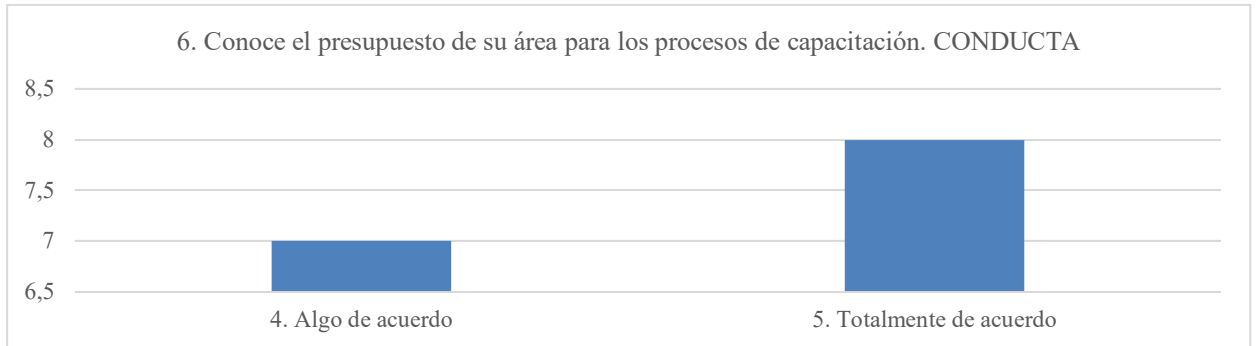 6. Conoce el presupuesto de su área para los procesos de capacitación. CONDUCTA
8,5
8
7,5
7
6,5
4. Algo de acuerdo
5. Totalmente de acuerdo